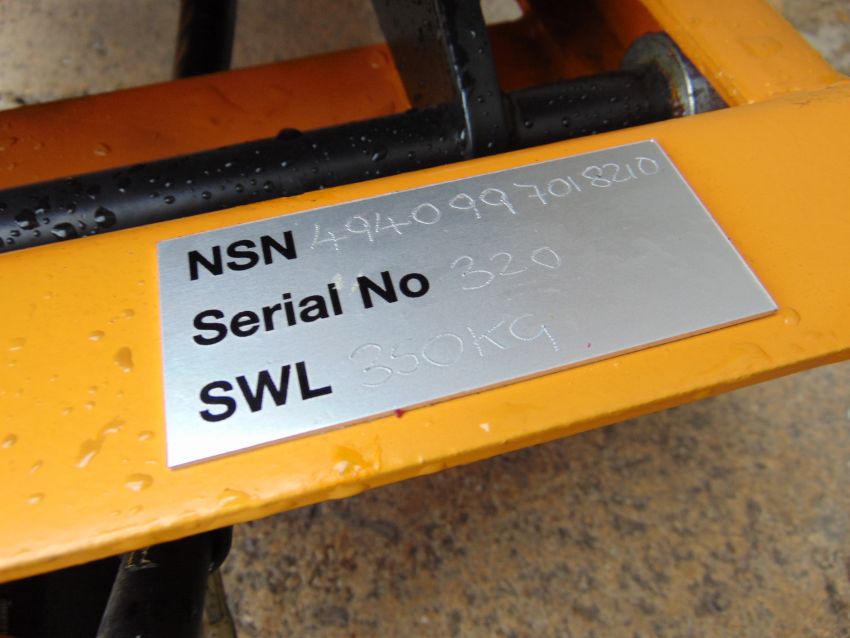 NSN 4940997018210
Serial No 320
SWL 350KG